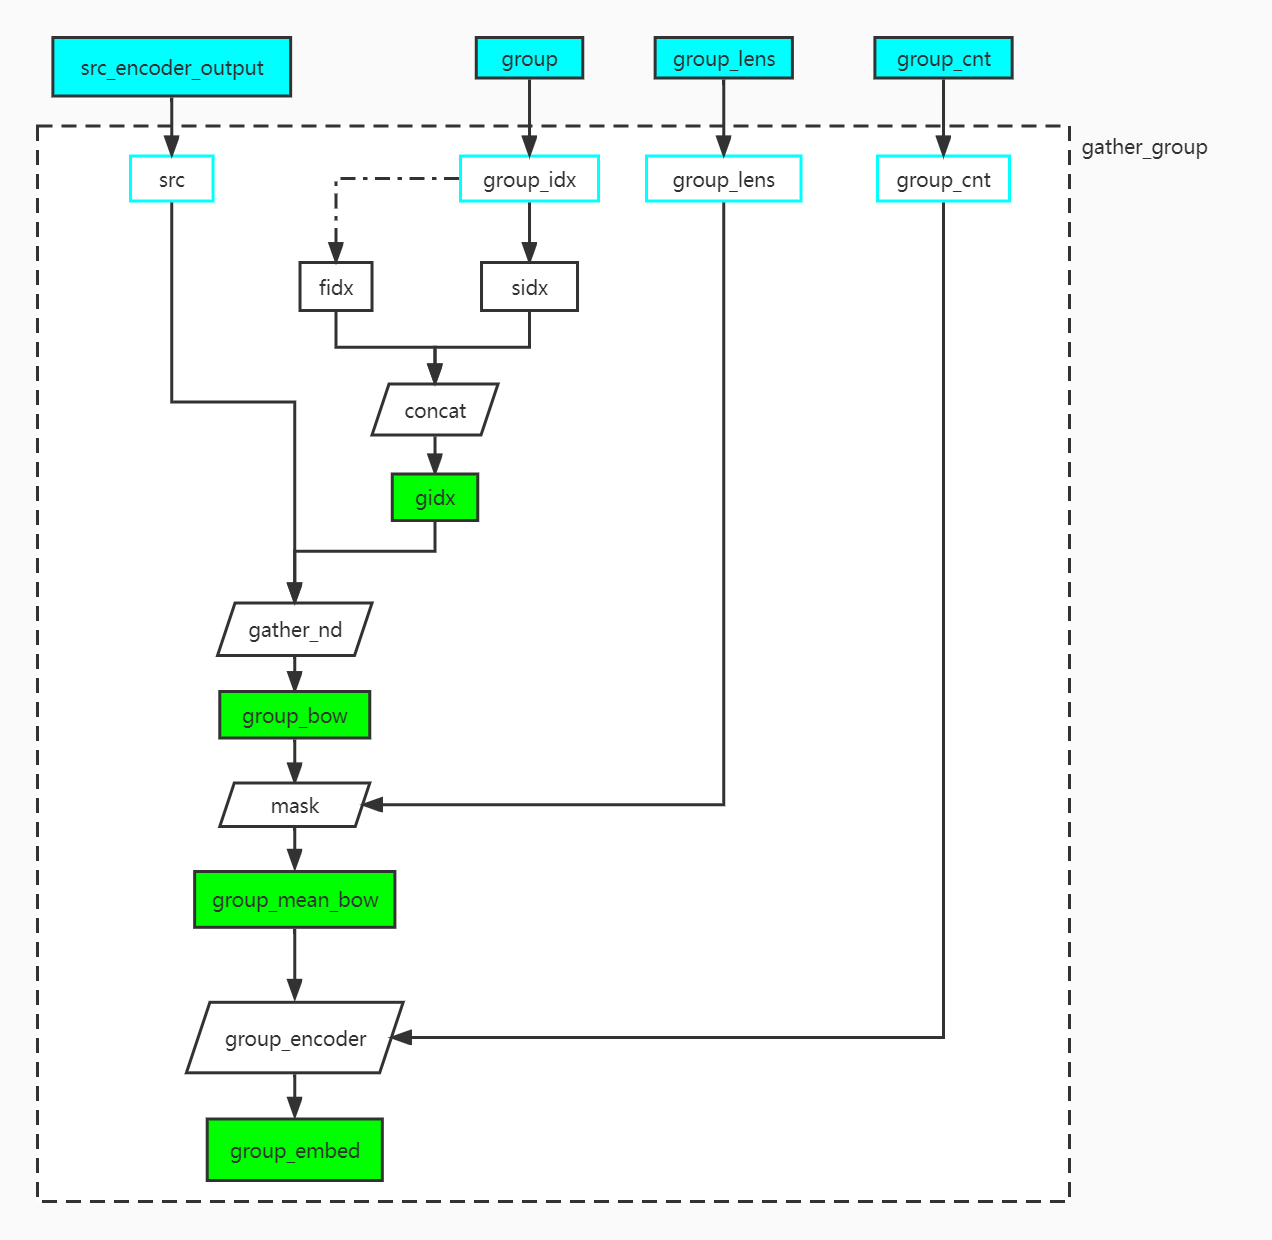 src_encoder_output
group
group_lens
group_cnt
gather_group
src
group_idx
group_lens
group_cnt
fidx
sidx
concat
gidx
gather_nd
group_bow
mask
group_mean_bow
group_encoder
group_embed